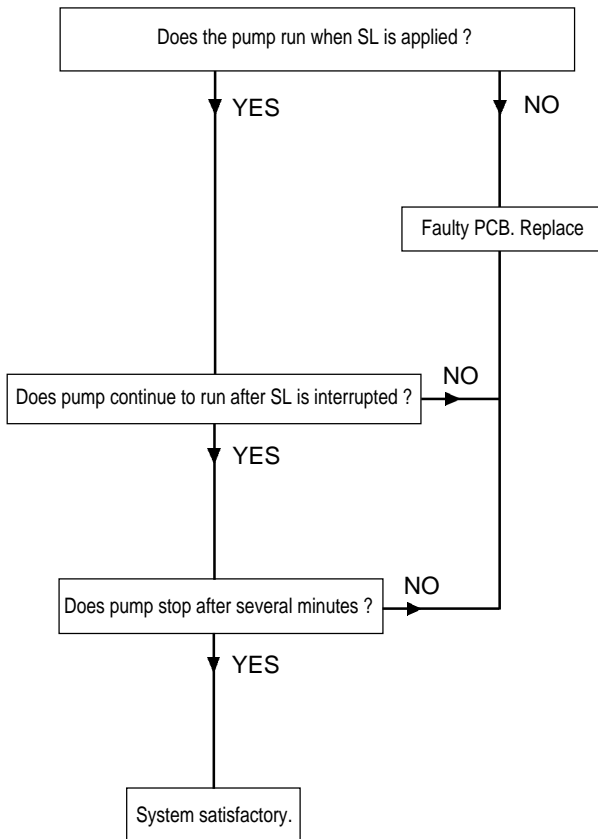 Does the pump run when SL is applied ?
YES
NO
Faulty PCB. Replace
Does pump continue to run after SL is interrupted ?
NO
YES
Does pump stop after several minutes ?
NO
YES
System satisfactory.